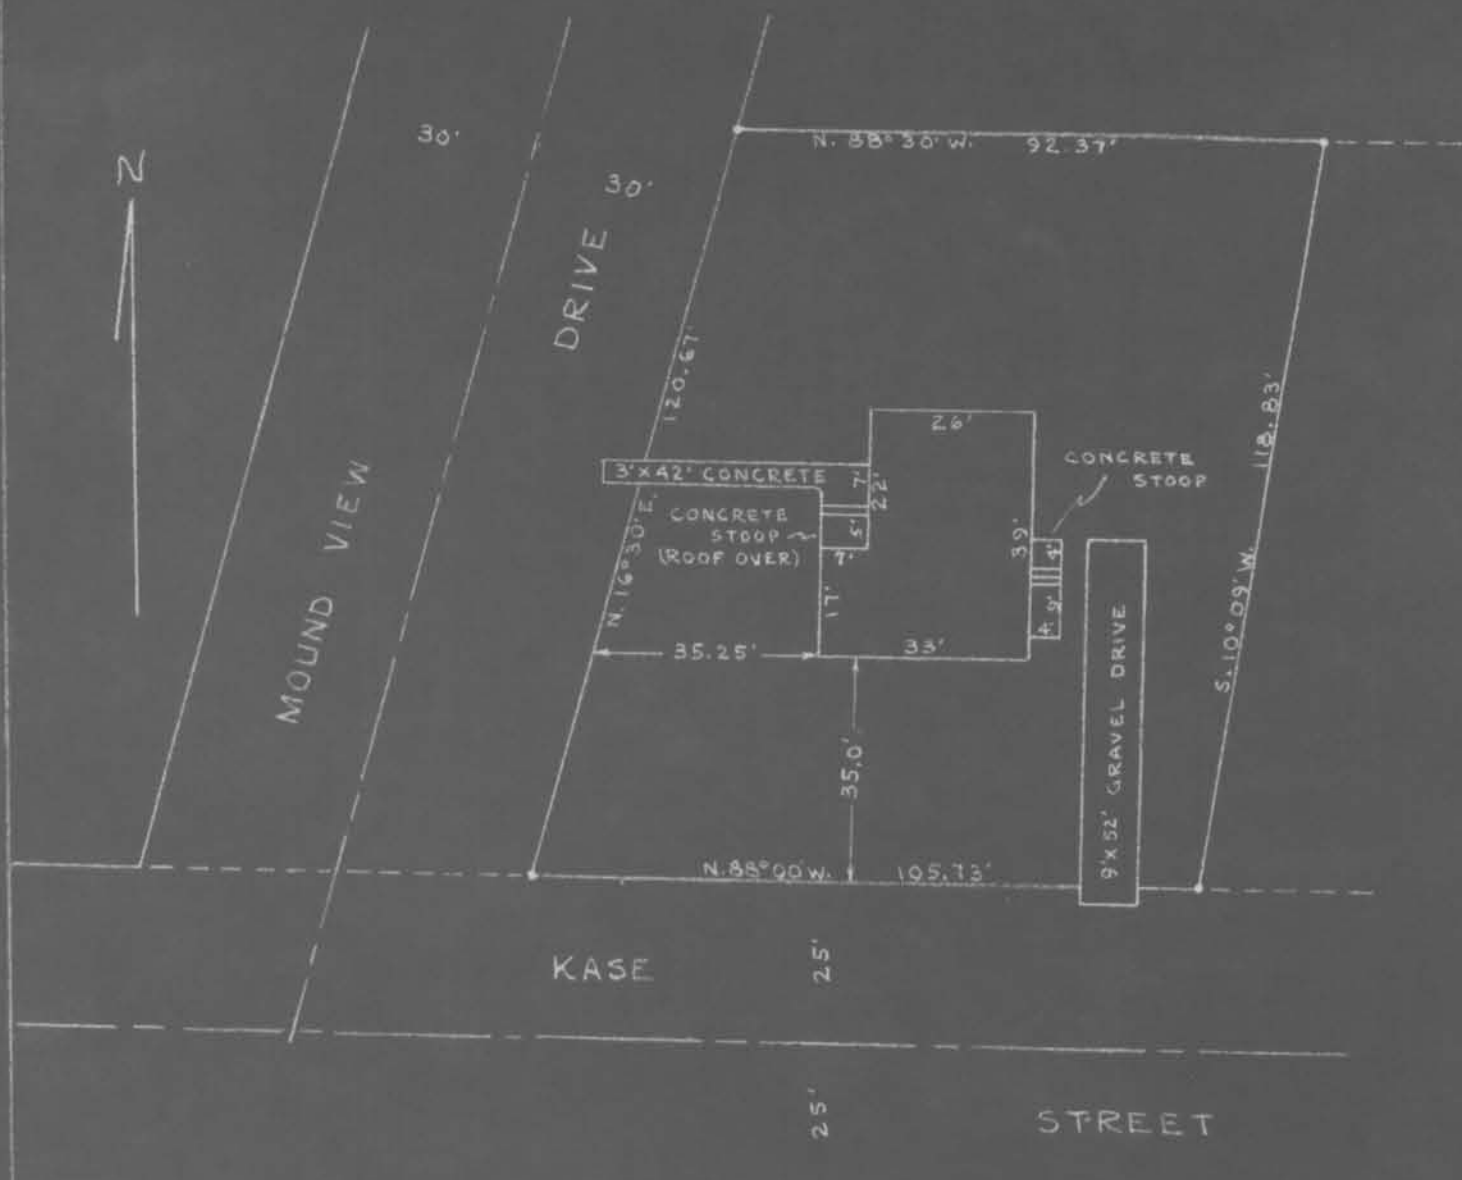 N
30'
30'
N. 88° 30' W. 92.37'
MOUND VIEW DRIVE
120.67'
N. 16° 30' E.
118.83'
S. 10° 09' W.
26'
3' X 42' CONCRETE
7'
22'
CONCRETE
STOOP
(ROOF OVER)
5'
7'
17'
39'
CONCRETE
STOOP
4'
9'
4'
35.25'
33'
35.0'
9' X 52' GRAVEL DRIVE
N. 88° 00' W. 105.73'
KASE STREET
25'
25'